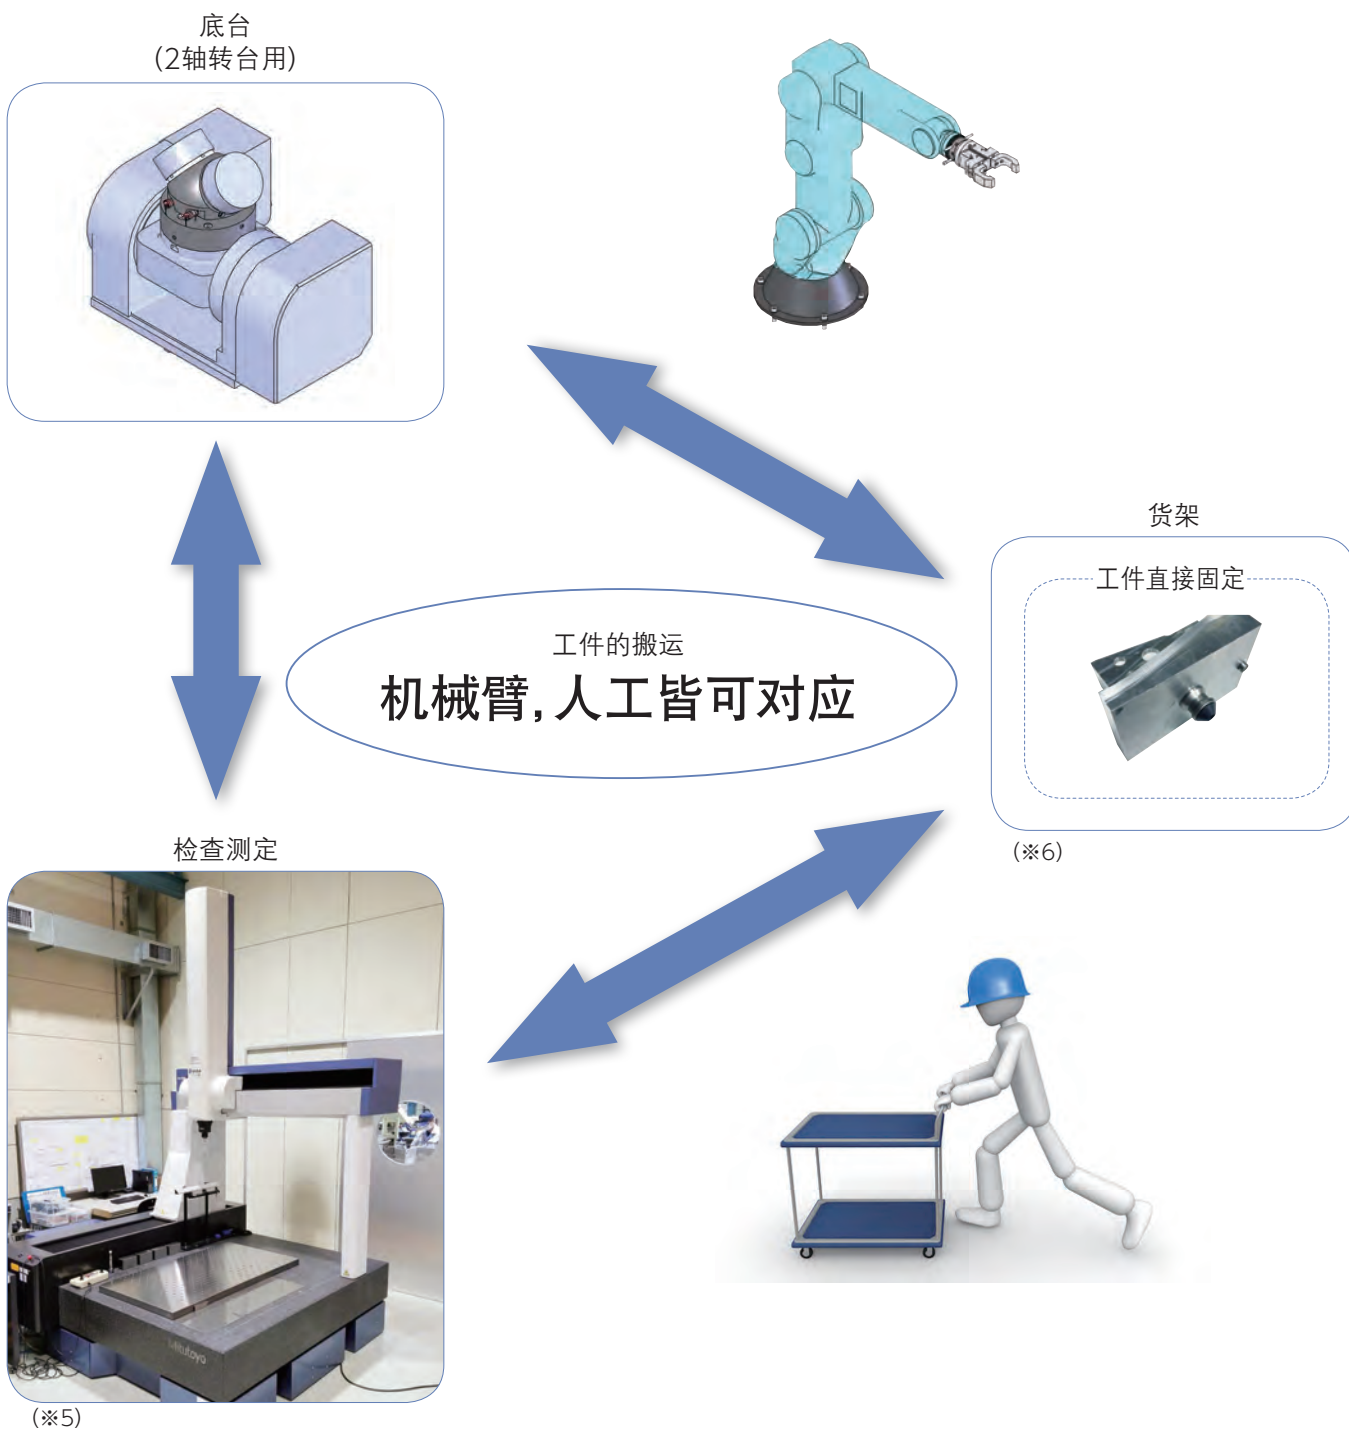 底台
(2轴转台用)
货架
工件直接固定
工件的搬运
机械臂,人工皆可对应
检查测定
(※6)
Mitutoyo
(※5)